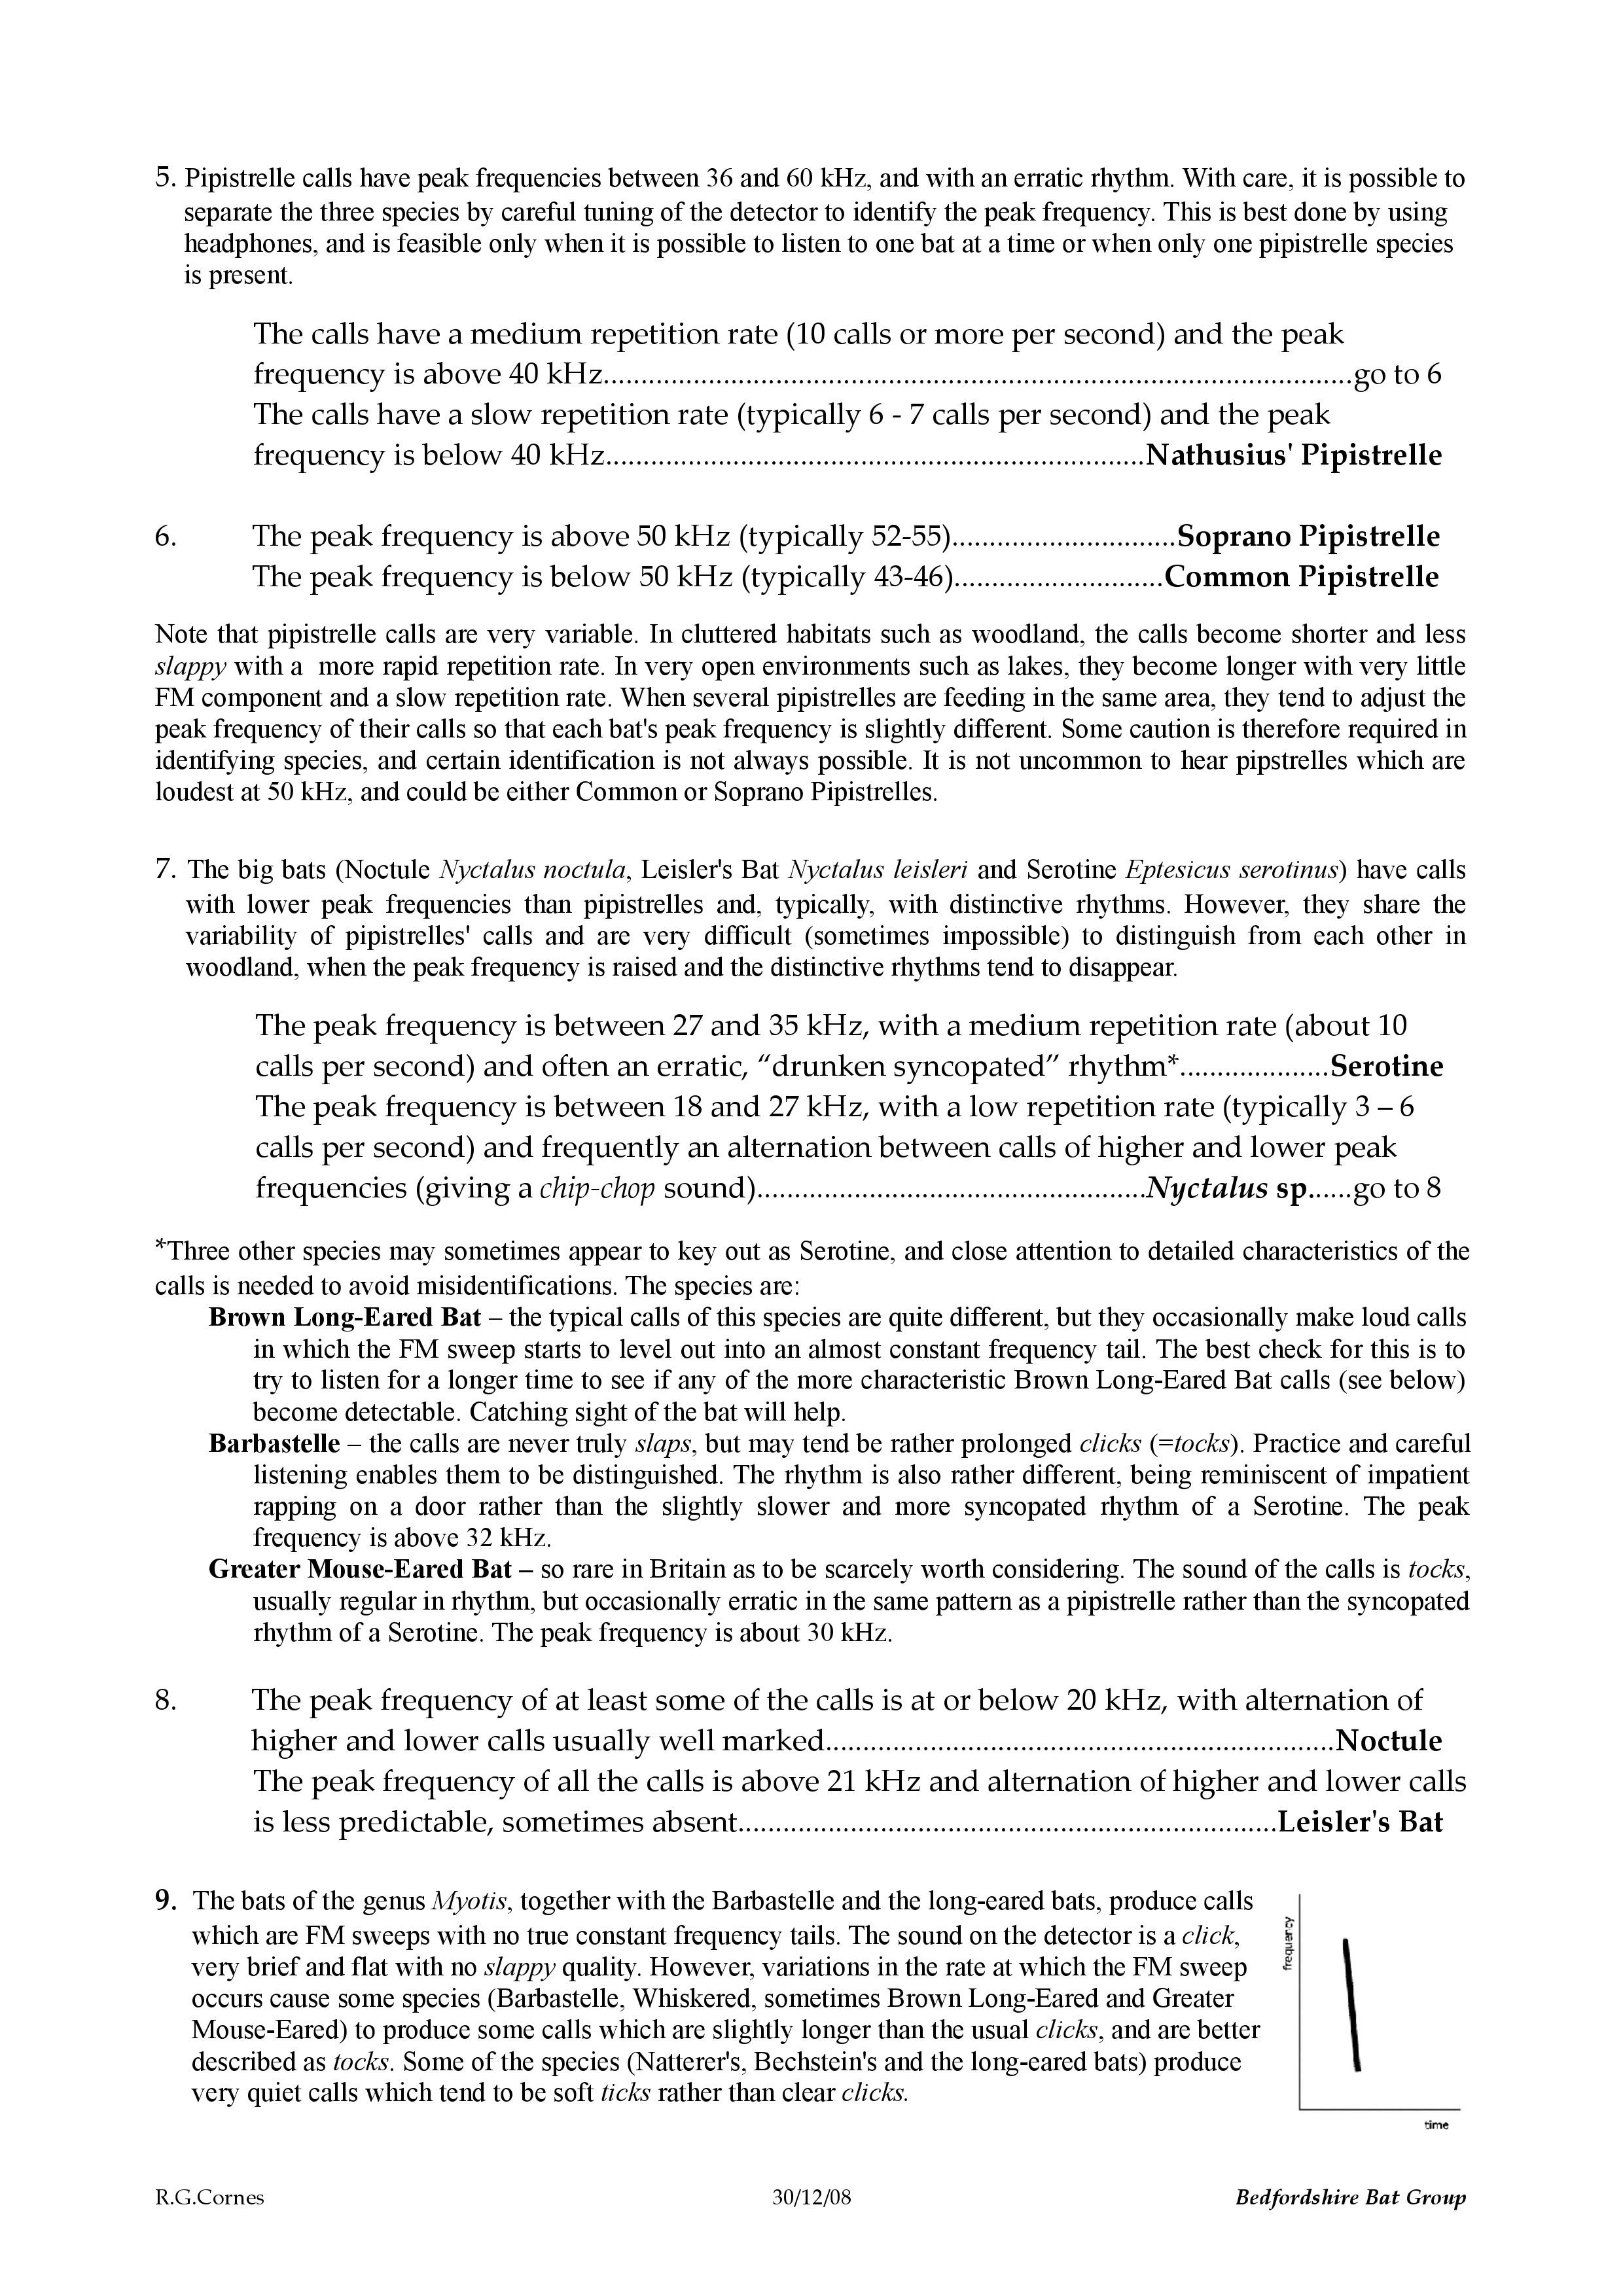 5. Pipistrelle calls have peak frequencies between 36 and 60 kHz, and with an erratic rhythm. With care, it is possible to
separate the three species by careful tuning of the detector to identify the peak frequency. This is best done by using
headphones, and is feasible only when it is possible to listen to one bat at a time or when only one pipistrelle species
is present.
The calls have a medium repetition rate (10 calls or more per second) and the peak
frequency is above 40 kHz....................................................................................................go to 6
The calls have a slow repetition rate (typically 6 - 7 calls per second) and the peak
frequency is below 40 kHz........................................................................Nathusius' Pipistrelle
6. The peak frequency is above 50 kHz (typically 52-55)..............................Soprano Pipistrelle
The peak frequency is below 50 kHz (typically 43-46)............................Common Pipistrelle
Note that pipistrelle calls are very variable. In cluttered habitats such as woodland, the calls become shorter and less
slappy with a more rapid repetition rate. In very open environments such as lakes, they become longer with very little
FM component and a slow repetition rate. When several pipistrelles are feeding in the same area, they tend to adjust the
peak frequency of their calls so that each bat's peak frequency is slightly different. Some caution is therefore required in
identifying species, and certain identification is not always possible. It is not uncommon to hear pipstrelles which are
loudest at 50 kHz, and could be either Common or Soprano Pipistrelles.
7. The big bats (Noctule Nyctalus noctula, Leisler's Bat Nyctalus leisleri and Serotine Eptesicus serotinus) have calls
with lower peak frequencies than pipistrelles and, typically, with distinctive rhythms. However, they share the
variability of pipistrelles' calls and are very difficult (sometimes impossible) to distinguish from each other in
woodland, when the peak frequency is raised and the distinctive rhythms tend to disappear.
The peak frequency is between 27 and 35 kHz, with a medium repetition rate (about 10
calls per second) and often an erratic, “drunken syncopated” rhythm*....................Serotine
The peak frequency is between 18 and 27 kHz, with a low repetition rate (typically 3 – 6
calls per second) and frequently an alternation between calls of higher and lower peak
frequencies (giving a chip-chop sound)....................................................Nyctalus sp......go to 8
*Three other species may sometimes appear to key out as Serotine, and close attention to detailed characteristics of the
calls is needed to avoid misidentifications. The species are:
Brown Long-Eared Bat – the typical calls of this species are quite different, but they occasionally make loud calls
in which the FM sweep starts to level out into an almost constant frequency tail. The best check for this is to
try to listen for a longer time to see if any of the more characteristic Brown Long-Eared Bat calls (see below)
become detectable. Catching sight of the bat will help.
Barbastelle – the calls are never truly slaps, but may tend be rather prolonged clicks (=tocks). Practice and careful
listening enables them to be distinguished. The rhythm is also rather different, being reminiscent of impatient
rapping on a door rather than the slightly slower and more syncopated rhythm of a Serotine. The peak
frequency is above 32 kHz.
Greater Mouse-Eared Bat – so rare in Britain as to be scarcely worth considering. The sound of the calls is tocks,
usually regular in rhythm, but occasionally erratic in the same pattern as a pipistrelle rather than the syncopated
rhythm of a Serotine. The peak frequency is about 30 kHz.
8. The peak frequency of at least some of the calls is at or below 20 kHz, with alternation of
higher and lower calls usually well marked....................................................................Noctule
The peak frequency of all the calls is above 21 kHz and alternation of higher and lower calls
is less predictable, sometimes absent........................................................................Leisler's Bat
9. The bats of the genus Myotis, together with the Barbastelle and the long-eared bats, produce calls
which are FM sweeps with no true constant frequency tails. The sound on the detector is a click,
very brief and flat with no slappy quality. However, variations in the rate at which the FM sweep
occurs cause some species (Barbastelle, Whiskered, sometimes Brown Long-Eared and Greater
Mouse-Eared) to produce some calls which are slightly longer than the usual clicks, and are better
described as tocks. Some of the species (Natterer's, Bechstein's and the long-eared bats) produce
very quiet calls which tend to be soft ticks rather than clear clicks.
frequency
time
R.G.Cornes 30/12/08 Bedfordshire Bat Group